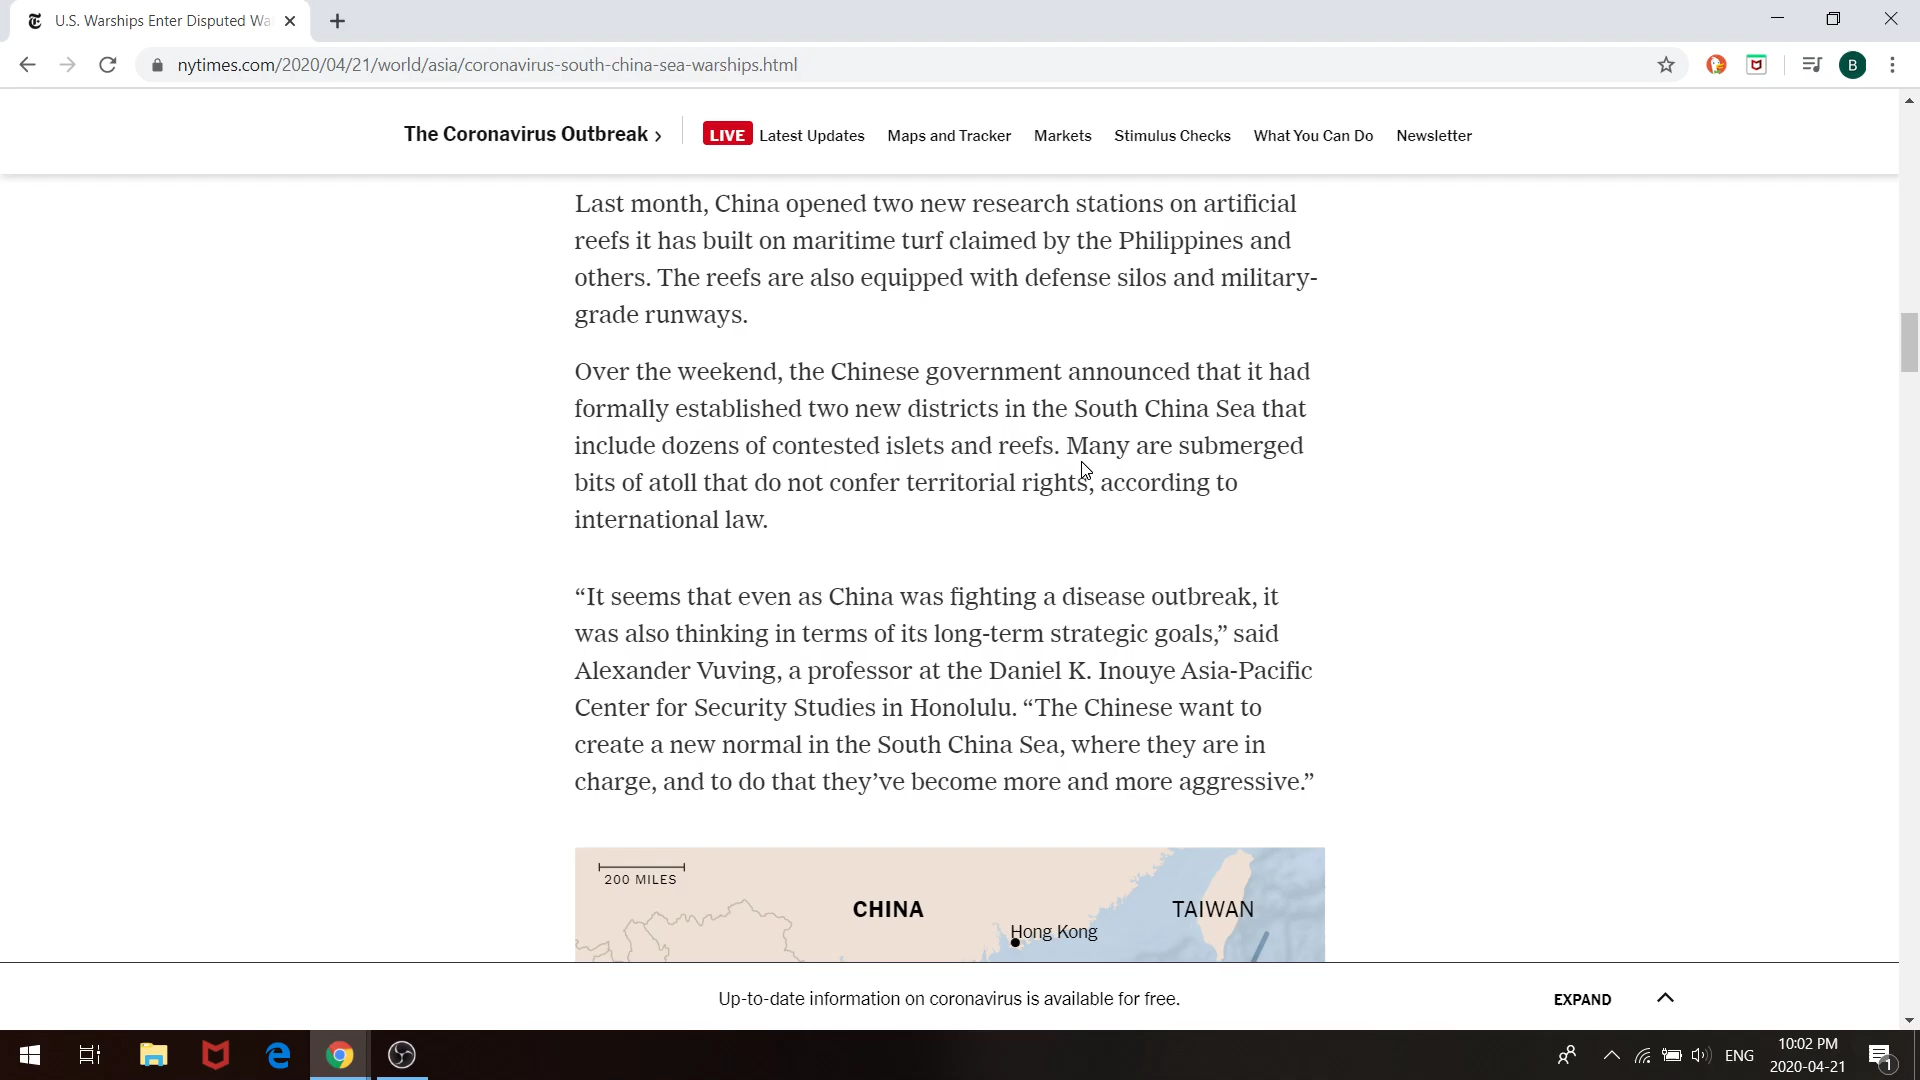 U.S. Warships Enter Disputed Wa
nytimes.com/2020/04/21/world/asia/coronavirus-south-china-sea-warships.html
B
The Coronavirus Outbreak ›
LIVE Latest Updates Maps and Tracker Markets Stimulus Checks What You Can Do Newsletter
Last month, China opened two new research stations on artificial
reefs it has built on maritime turf claimed by the Philippines and
others. The reefs are also equipped with defense silos and military-
grade runways.
Over the weekend, the Chinese government announced that it had
formally established two new districts in the South China Sea that
include dozens of contested islets and reefs. Many are submerged
bits of atoll that do not confer territorial rights, according to
international law.
“It seems that even as China was fighting a disease outbreak, it
was also thinking in terms of its long-term strategic goals,” said
Alexander Vuving, a professor at the Daniel K. Inouye Asia-Pacific
Center for Security Studies in Honolulu. “The Chinese want to
create a new normal in the South China Sea, where they are in
charge, and to do that they’ve become more and more aggressive.”
200 MILES
CHINA
TAIWAN
Hong Kong
Up-to-date information on coronavirus is available for free.
EXPAND
ENG
10:02 PM
2020-04-21
1